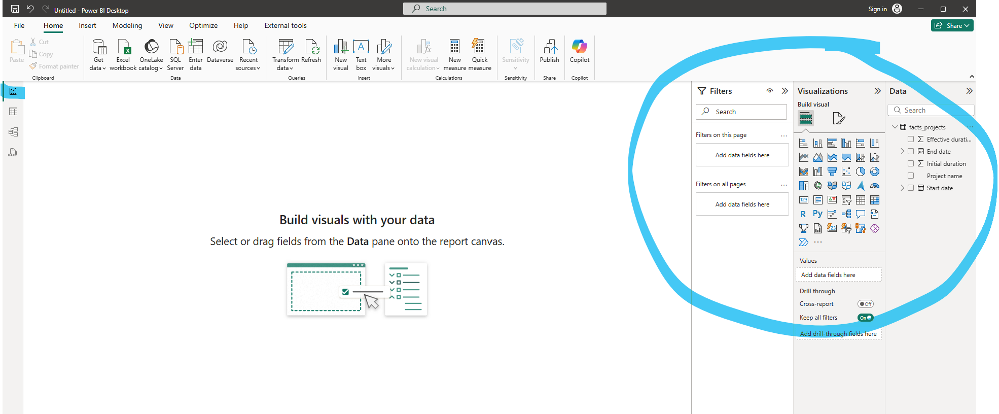 Untitled - Power BI Desktop
Search
Sign in
File
Home
Insert
Modeling
View
Optimize
Help
External tools
Share
Paste
Cut
Copy
Format painter
Clipboard
Get data
Excel workbook
OneLake catalog
SQL Server
Enter data
Dataverse
Recent sources
Data
Transform data
Refresh
Queries
New visual
Text box
More visuals
Insert
New visual calculation
New measure
Quick measure
Calculations
Sensitivity
Sensitivity
Publish
Share
Copilot
Copilot
DAX
Build visuals with your data
Select or drag fields from the Data pane onto the report canvas.
Filters
Search
Filters on this page
...
Add data fields here
Filters on all pages
...
Add data fields here
Visualizations
Build visual
123
R
Py
123
...
Values
Add data fields here
Drill through
Cross-report
Off
Keep all filters
On
Add drill-through fields here
Data
Search
facts_projects
...
Effective durati...
End date
Initial duration
Project name
Start date